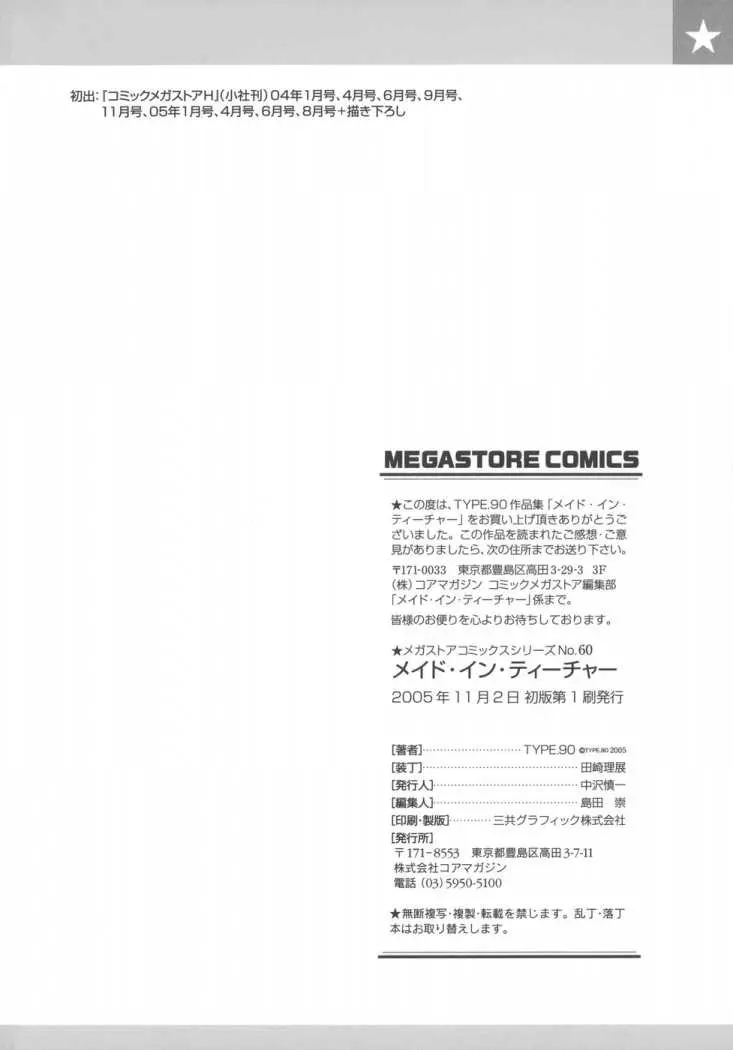 初出:「コミックメガストアH」(小社刊)04年1月号、4月号、6月号、9月号、
11月号、05年1月号、4月号、6月号、8月号+描き下ろし
MEGASTORE COMICS
★この度は、TYPE.90作品集「メイド・イン・
ティーチャー」をお買い上げ頂きありがとうご
ざいました。この作品を読まれたご感想・ご意
見がありましたら、次の住所までお送り下さい。
〒171-0033 東京都豊島区高田3-29-3 3F
(株)コアマガジン コミックメガストア編集部
「メイド・イン・ティーチャー」係まで。
皆様のお便りを心よりお待ちしております。
★メガストアコミックスシリーズNo.60
メイド・イン・ティーチャー
2005年11月2日 初版第1刷発行
[著者]…………………………TYPE.90 ©TYPE.90 2005
[装丁]……………………………………田崎理展
[発行人]…………………………………中沢慎一
[編集人]…………………………………島田 崇
[印刷・製版]…………三共グラフィック株式会社
[発行所]
〒171-8553 東京都豊島区高田3-7-11
株式会社コアマガジン
電話(03)5950-5100
★無断複写・複製・転載を禁じます。乱丁・落丁
本はお取り替えします。